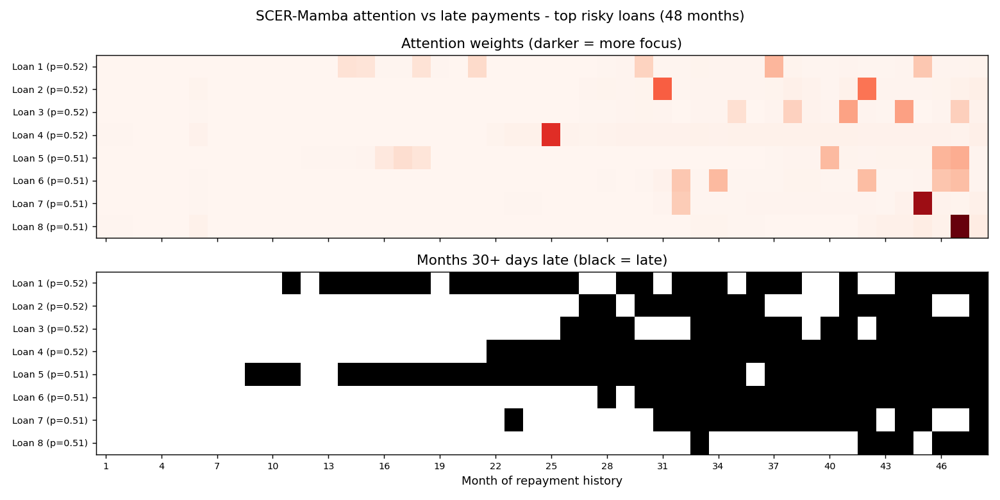 SCER-Mamba attention vs late payments - top risky loans (48 months)
Attention weights (darker = more focus)
Loan 1 (p=0.52)
Loan 2 (p=0.52)
Loan 3 (p=0.52)
Loan 4 (p=0.52)
Loan 5 (p=0.51)
Loan 6 (p=0.51)
Loan 7 (p=0.51)
Loan 8 (p=0.51)
Months 30+ days late (black = late)
Loan 1 (p=0.52)
Loan 2 (p=0.52)
Loan 3 (p=0.52)
Loan 4 (p=0.52)
Loan 5 (p=0.51)
Loan 6 (p=0.51)
Loan 7 (p=0.51)
Loan 8 (p=0.51)
1 4 7 10 13 16 19 22 25 28 31 34 37 40 43 46
Month of repayment history